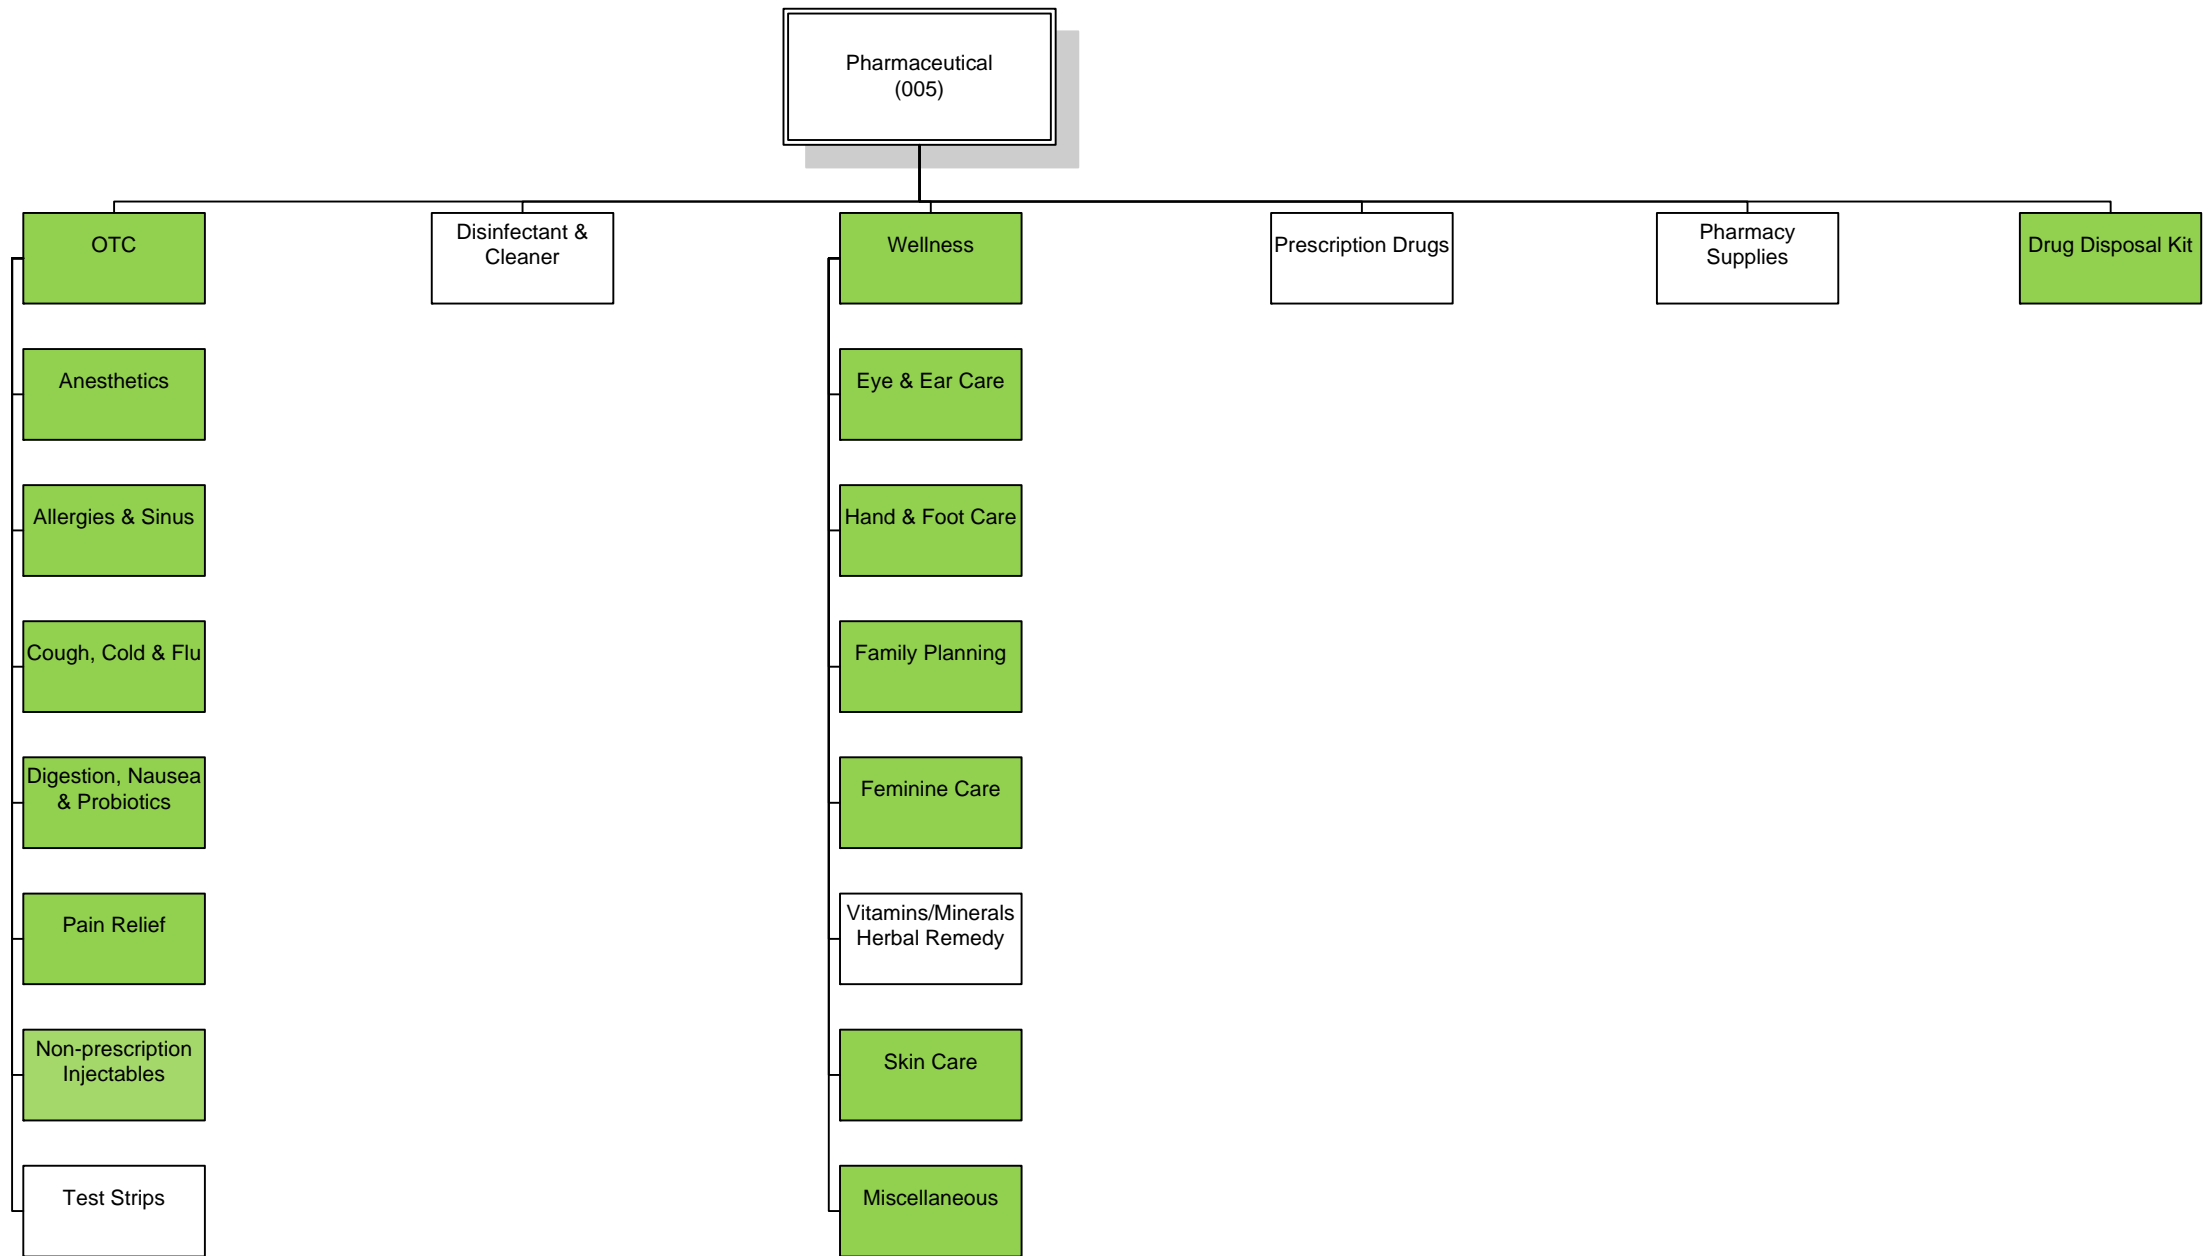 Pharmaceutical
(005)
OTC
Disinfectant &
Cleaner
Wellness
Prescription Drugs
Pharmacy
Supplies
Drug Disposal Kit
Anesthetics
Allergies & Sinus
Cough, Cold & Flu
Digestion, Nausea
& Probiotics
Pain Relief
Non-prescription
Injectables
Test Strips
Eye & Ear Care
Hand & Foot Care
Family Planning
Feminine Care
Vitamins/Minerals
Herbal Remedy
Skin Care
Miscellaneous